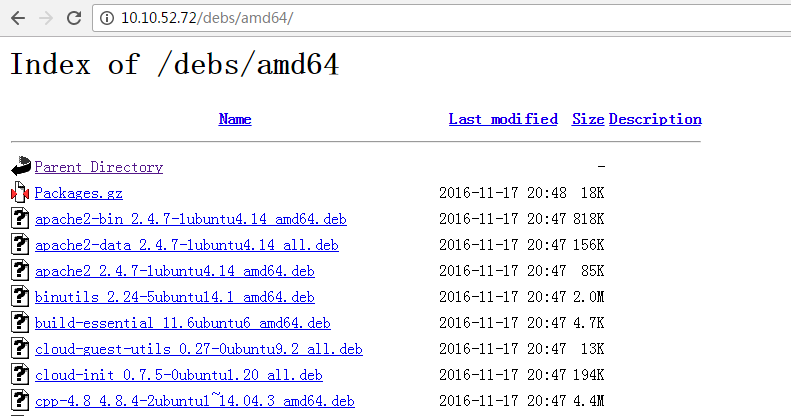 10.10.52.72/debs/amd64/
Index of /debs/amd64
Name Last modified Size Description
Parent Directory -
Packages.gz 2016-11-17 20:48 18K
apache2-bin_2.4.7-1ubuntu4.14_amd64.deb 2016-11-17 20:47 818K
apache2-data_2.4.7-1ubuntu4.14_all.deb 2016-11-17 20:47 156K
apache2_2.4.7-1ubuntu4.14_amd64.deb 2016-11-17 20:47 85K
binutils_2.24-5ubuntu14.1_amd64.deb 2016-11-17 20:47 2.0M
build-essential_11.6ubuntu6_amd64.deb 2016-11-17 20:47 4.7K
cloud-guest-utils_0.27-0ubuntu9.2_all.deb 2016-11-17 20:47 13K
cloud-init_0.7.5-0ubuntu1.20_all.deb 2016-11-17 20:47 194K
cpp-4.8_4.8.4-2ubuntu1~14.04.3_amd64.deb 2016-11-17 20:47 4.4M